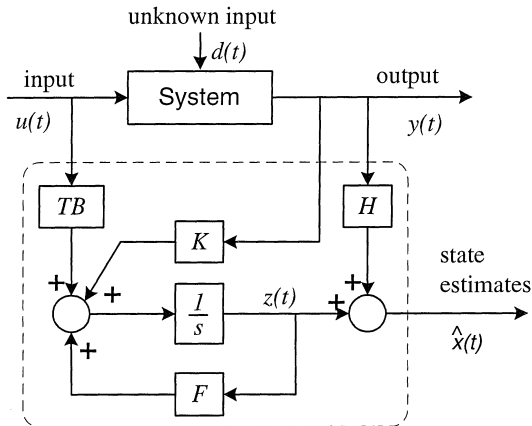 unknown input
d(t)
input
System
output
u(t)
y(t)
TB
H
K
state
estimates
+
+
+
+
1
s
z(t)
+
x̂(t)
F